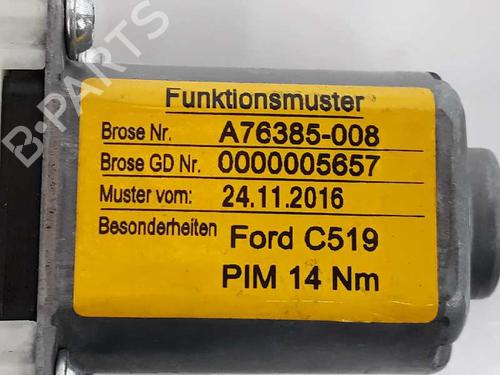 Funktionsmuster
Brose Nr. A76385-008
Brose GD Nr. 0000005657
Muster vom: 24.11.2016
Besonderheiten Ford C519
PIM 14 Nm
B-PARTS